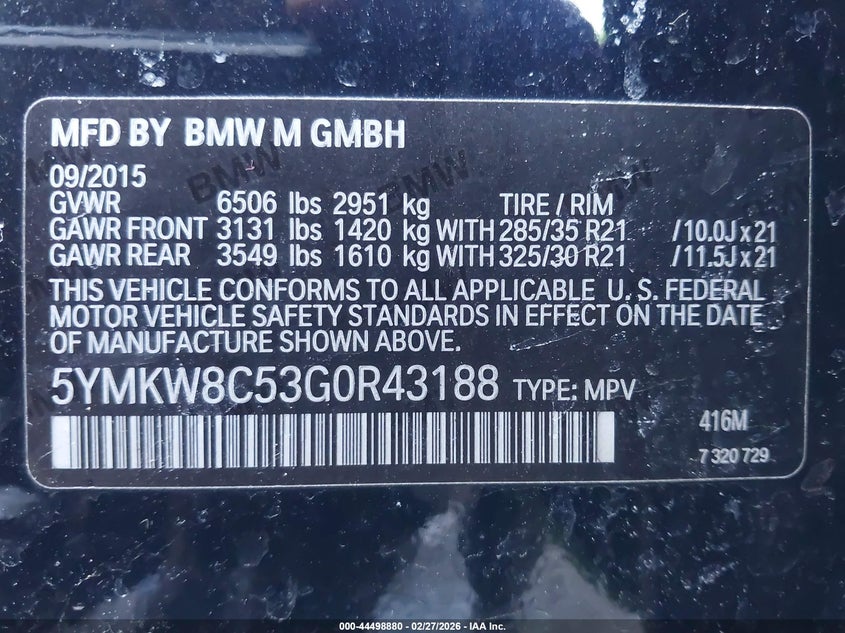 MFD BY BMW M GMBH
09/2015
GVWR 6506 lbs 2951 kg TIRE / RIM
GAWR FRONT 3131 lbs 1420 kg WITH 285/35 R21 /10.0J x 21
GAWR REAR 3549 lbs 1610 kg WITH 325/30 R21 /11.5J x 21
THIS VEHICLE CONFORMS TO ALL APPLICABLE U. S. FEDERAL
MOTOR VEHICLE SAFETY STANDARDS IN EFFECT ON THE DATE
OF MANUFACTURE SHOWN ABOVE.
5YMKW8C53G0R43188 TYPE: MPV
416M
7 320 729
BMW
BMW
000-44498880 - 02/27/2026 - IAA Inc.